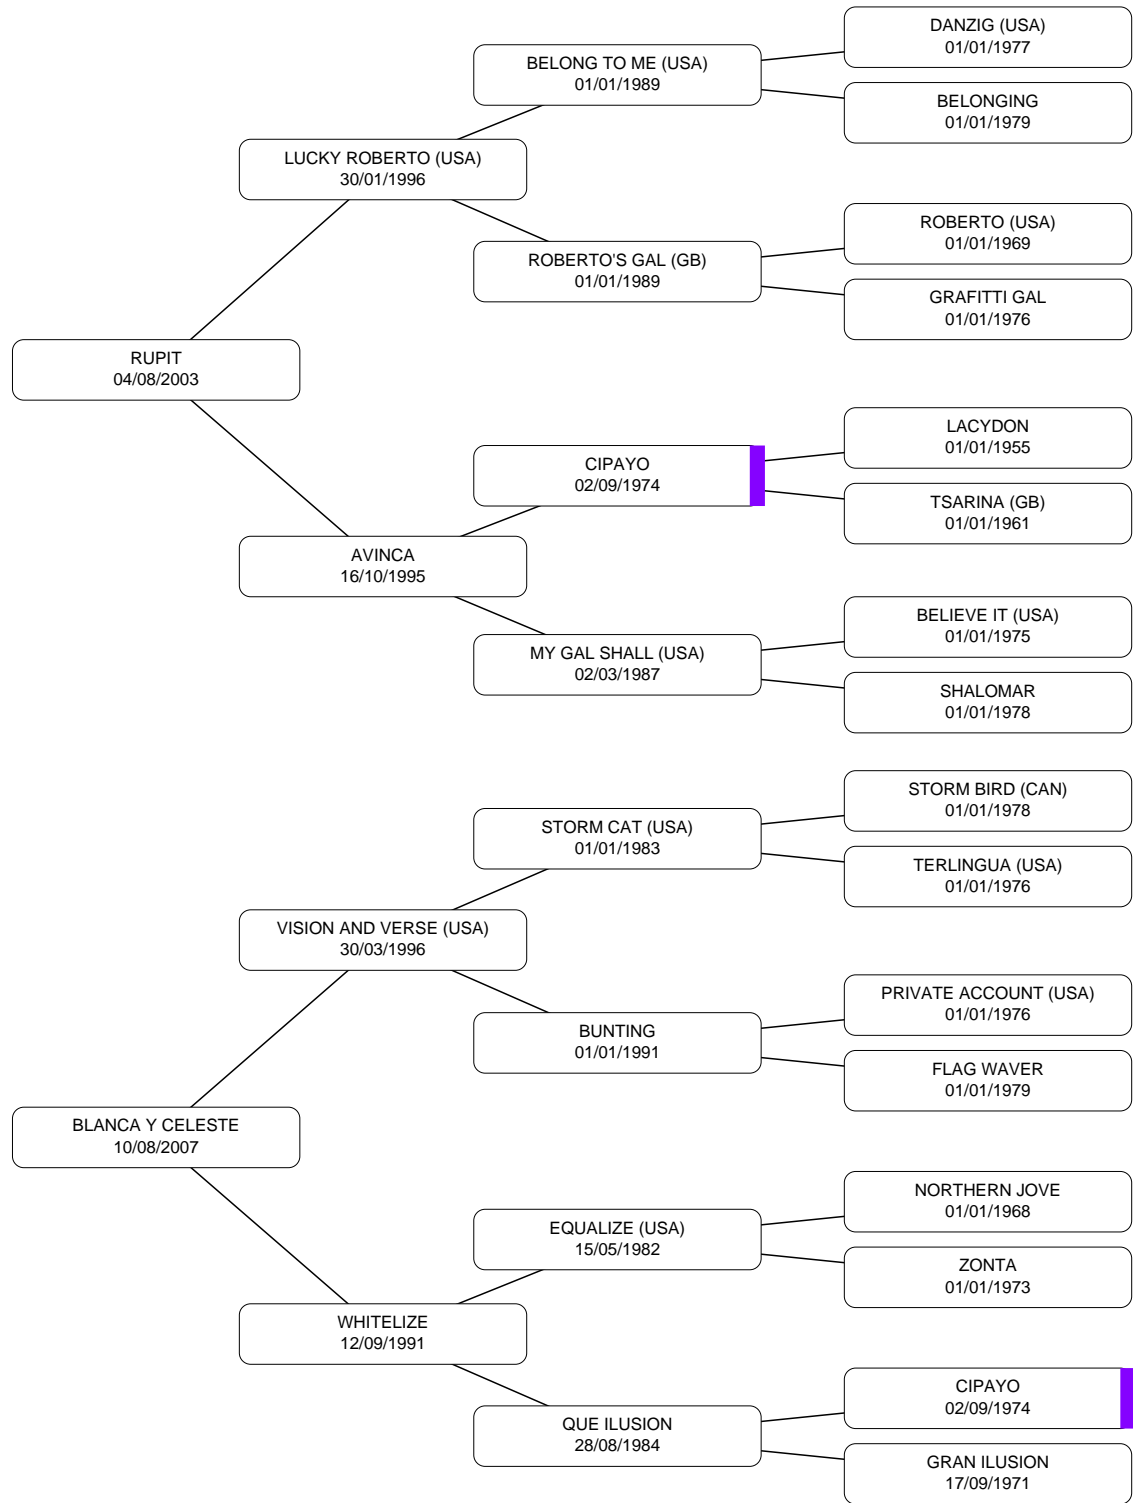 DANZIG (USA)
01/01/1977
BELONG TO ME (USA)
01/01/1989
BELONGING
01/01/1979
LUCKY ROBERTO (USA)
30/01/1996
ROBERTO (USA)
01/01/1969
ROBERTO'S GAL (GB)
01/01/1989
GRAFITTI GAL
01/01/1976
RUPIT
04/08/2003
LACYDON
01/01/1955
CIPAYO
02/09/1974
TSARINA (GB)
01/01/1961
AVINCA
16/10/1995
BELIEVE IT (USA)
01/01/1975
MY GAL SHALL (USA)
02/03/1987
SHALOMAR
01/01/1978
STORM BIRD (CAN)
01/01/1978
STORM CAT (USA)
01/01/1983
TERLINGUA (USA)
01/01/1976
VISION AND VERSE (USA)
30/03/1996
PRIVATE ACCOUNT (USA)
01/01/1976
BUNTING
01/01/1991
FLAG WAVER
01/01/1979
BLANCA Y CELESTE
10/08/2007
NORTHERN JOVE
01/01/1968
EQUALIZE (USA)
15/05/1982
ZONTA
01/01/1973
WHITELIZE
12/09/1991
CIPAYO
02/09/1974
QUE ILUSION
28/08/1984
GRAN ILUSION
17/09/1971